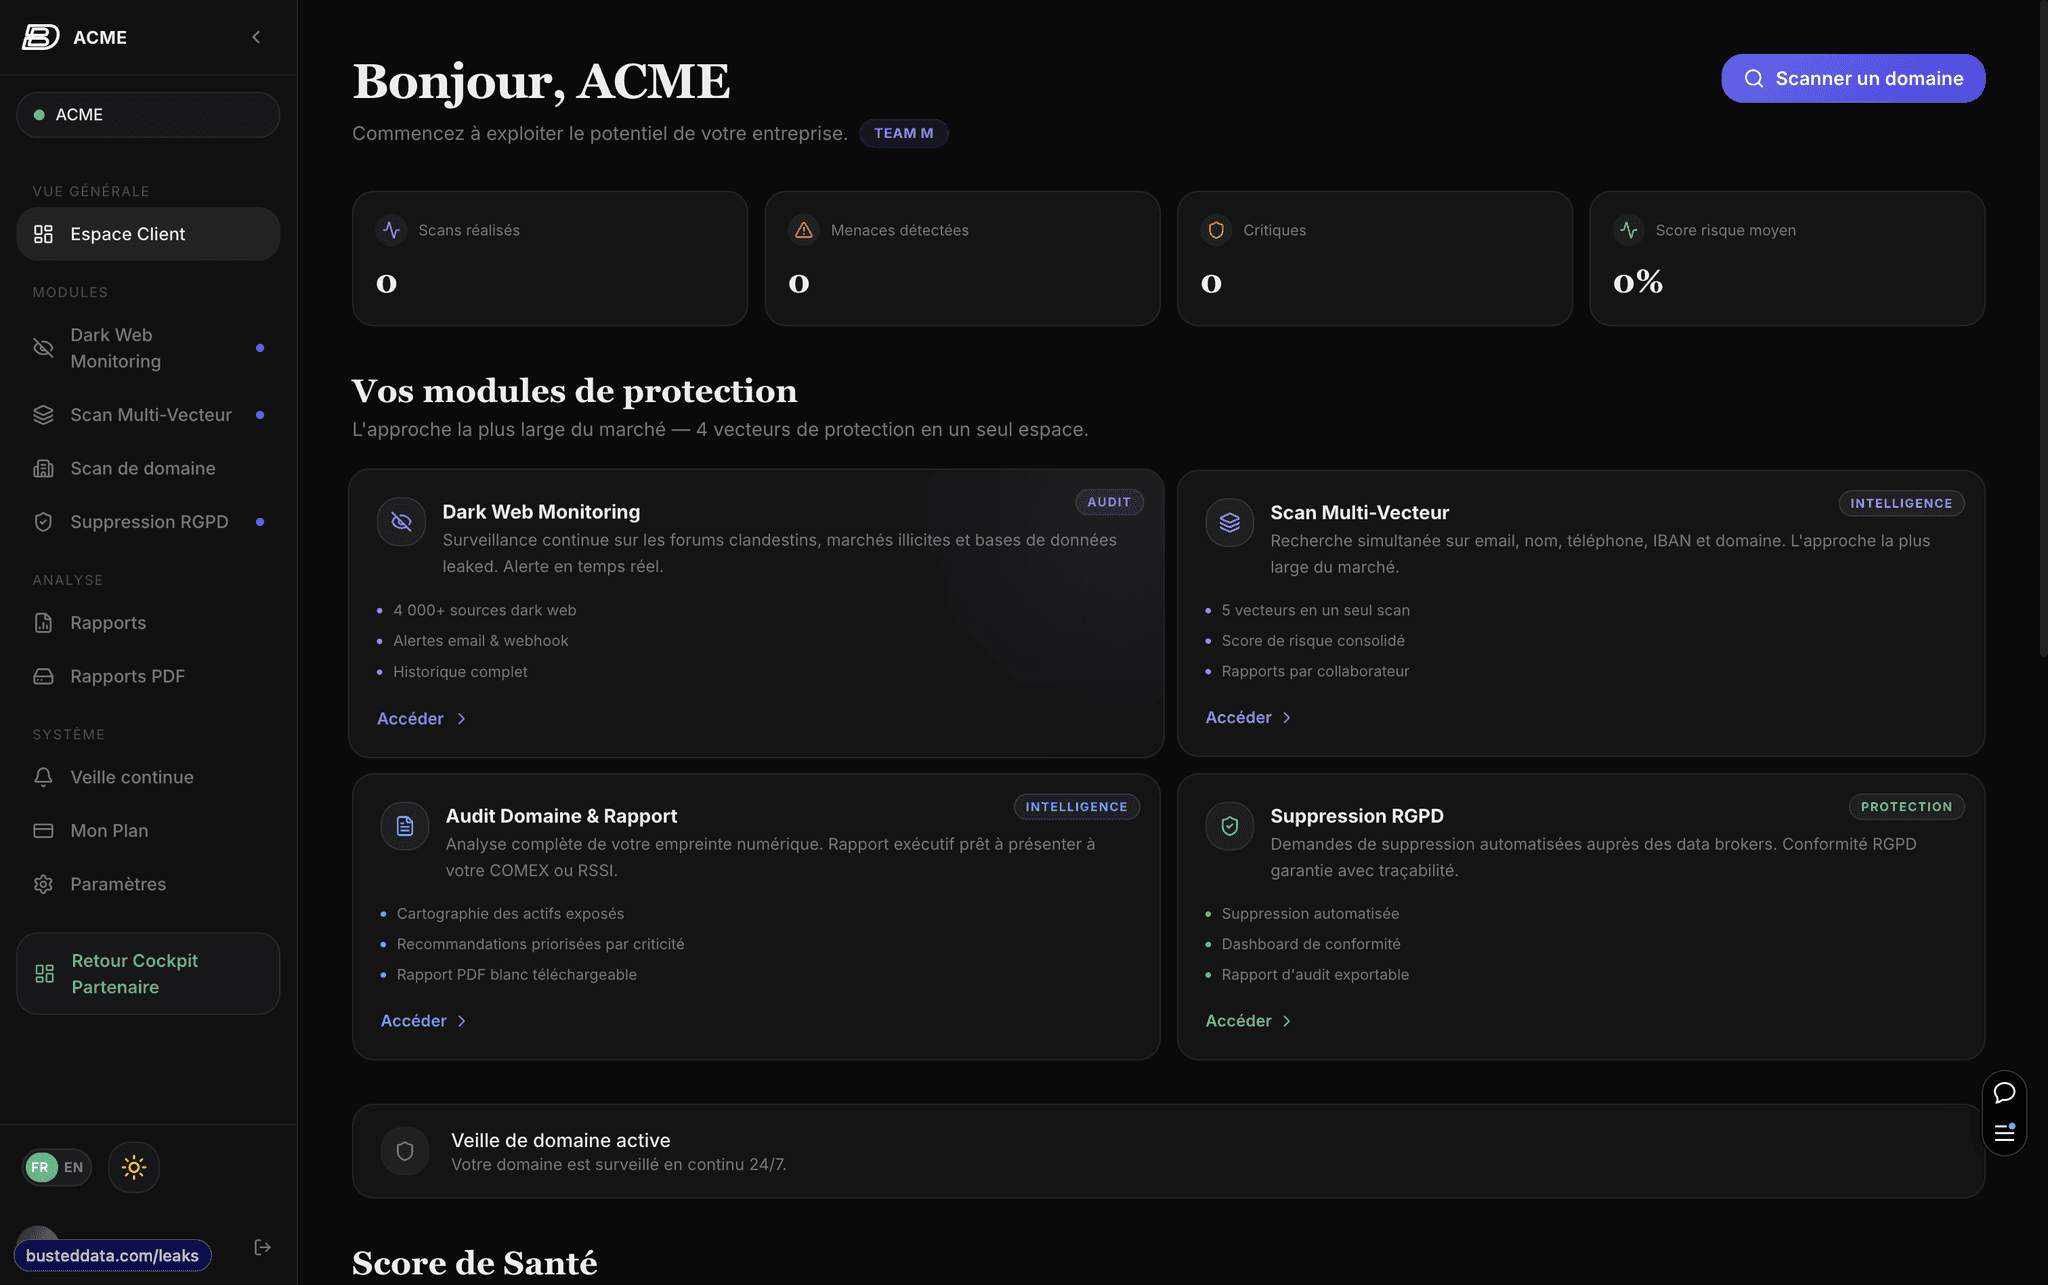 ACME
ACME
VUE GÉNÉRALE
Espace Client
MODULES
Dark Web
Monitoring
Scan Multi-Vecteur
Scan de domaine
Suppression RGPD
ANALYSE
Rapports
Rapports PDF
SYSTÈME
Veille continue
Mon Plan
Paramètres
Retour Cockpit
Partenaire
FR EN
busteddata.com/leaks
Bonjour, ACME
Scanner un domaine
Commencez à exploiter le potentiel de votre entreprise. TEAM M
Scans réalisés
0
Menaces détectées
0
Critiques
0
Score risque moyen
0%
Vos modules de protection
L'approche la plus large du marché — 4 vecteurs de protection en un seul espace.
Dark Web Monitoring
AUDIT
Surveillance continue sur les forums clandestins, marchés illicites et bases de données
leaked. Alerte en temps réel.
4 000+ sources dark web
Alertes email & webhook
Historique complet
Accéder
Scan Multi-Vecteur
INTELLIGENCE
Recherche simultanée sur email, nom, téléphone, IBAN et domaine. L'approche la plus
large du marché.
5 vecteurs en un seul scan
Score de risque consolidé
Rapports par collaborateur
Accéder
Audit Domaine & Rapport
INTELLIGENCE
Analyse complète de votre empreinte numérique. Rapport exécutif prêt à présenter à
votre COMEX ou RSSI.
Cartographie des actifs exposés
Recommandations priorisées par criticité
Rapport PDF blanc téléchargeable
Accéder
Suppression RGPD
PROTECTION
Demandes de suppression automatisées auprès des data brokers. Conformité RGPD
garantie avec traçabilité.
Suppression automatisée
Dashboard de conformité
Rapport d'audit exportable
Accéder
Veille de domaine active
Votre domaine est surveillé en continu 24/7.
Score de Santé